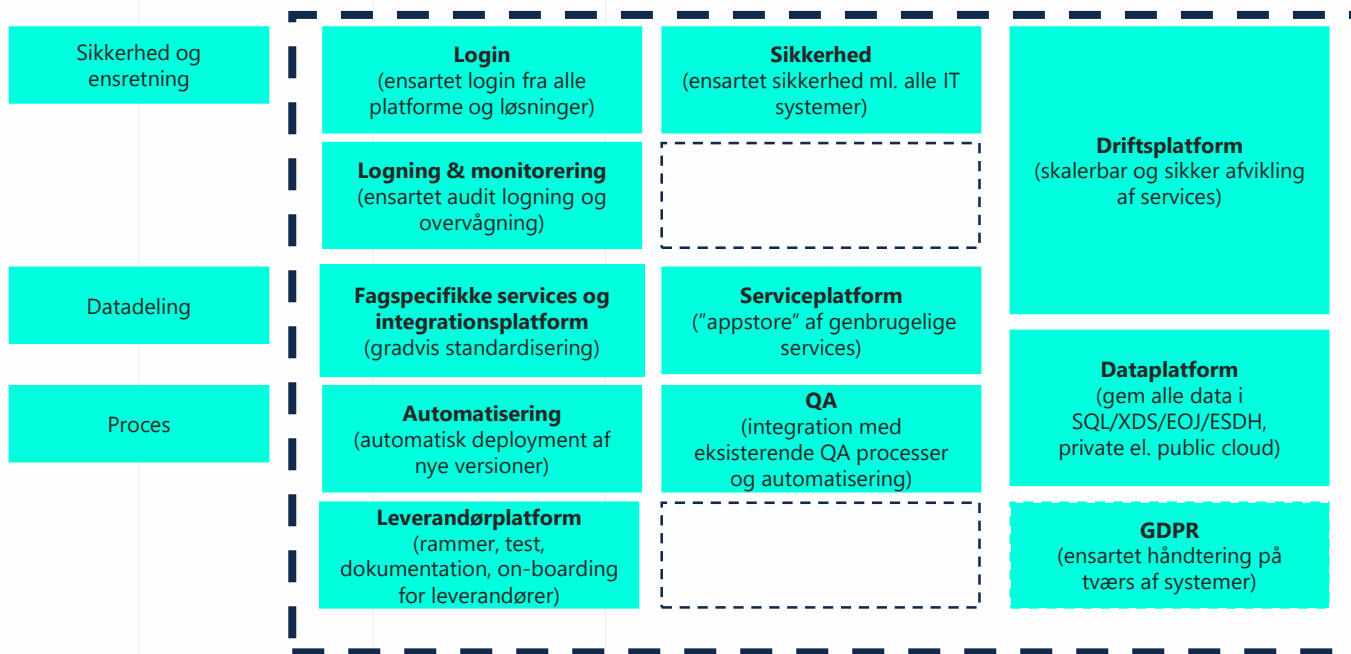 Sikkerhed og
ensretning
Login
(ensartet login fra alle
platforme og løsninger)
Sikkerhed
(ensartet sikkerhed ml. alle IT
systemer)
Driftsplatform
(skalerbar og sikker afvikling
af services)
Logning & monitorering
(ensartet audit logning og
overvågning)
Datadeling
Fagspecifikke services og
integrationsplatform
(gradvis standardisering)
Serviceplatform
(”appstore” af genbrugelige
services)
Dataplatform
(gem alle data i
SQL/XDS/EOJ/ESDH,
private el. public cloud)
Proces
Automatisering
(automatisk deployment af
nye versioner)
QA
(integration med
eksisterende QA processer
og automatisering)
Leverandørplatform
(rammer, test,
dokumentation, on-boarding
for leverandører)
GDPR
(ensartet håndtering på
tværs af systemer)